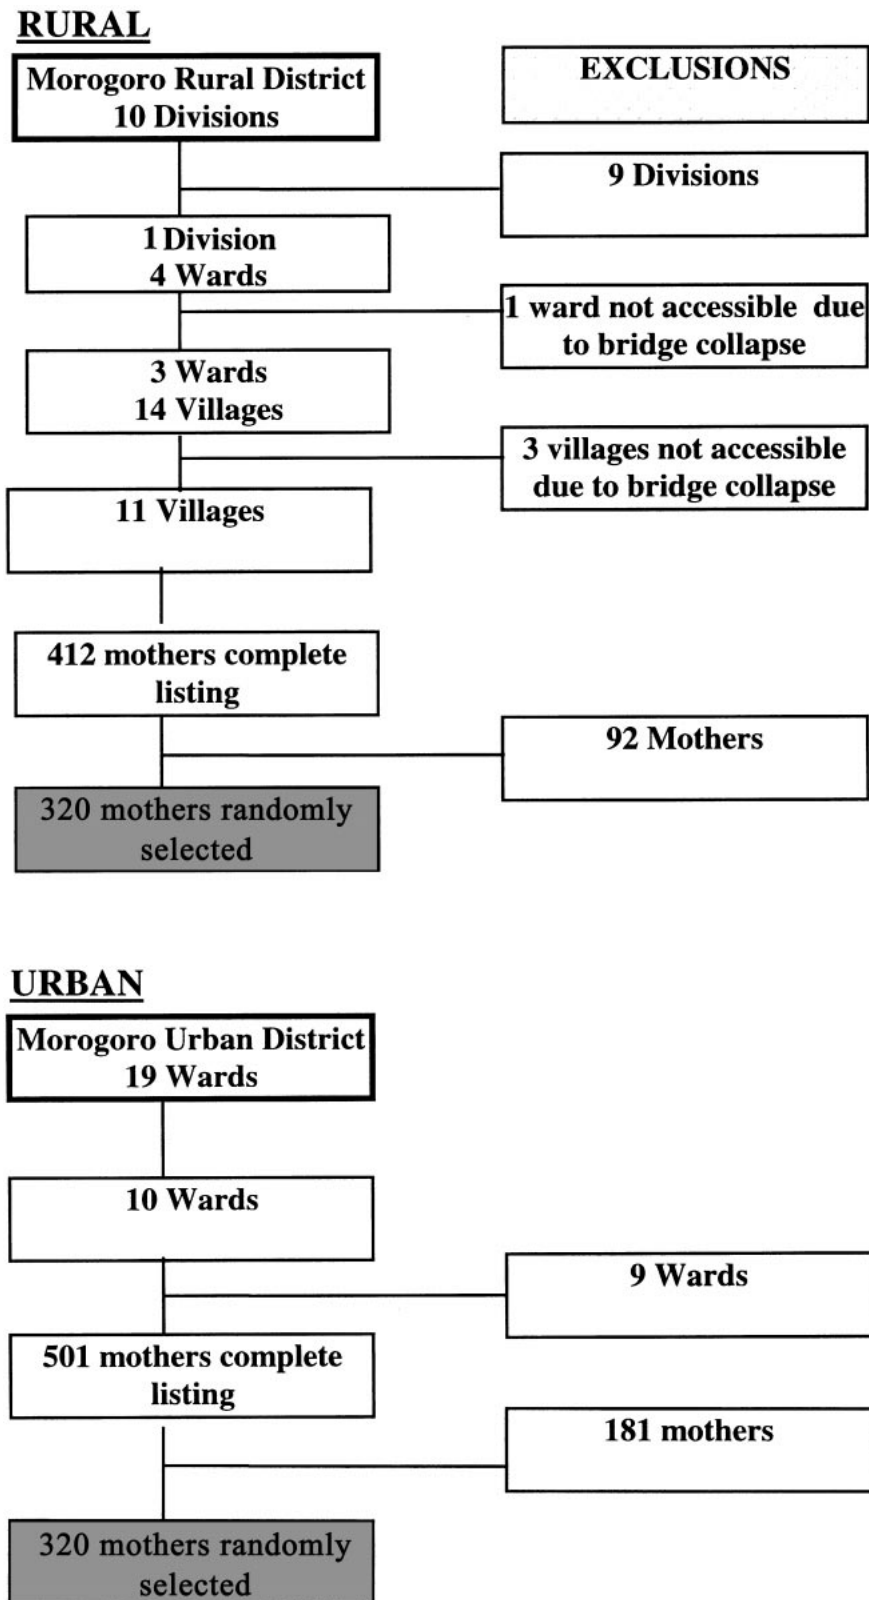 RURAL
Morogoro Rural District
10 Divisions
EXCLUSIONS
9 Divisions
1 Division
4 Wards
1 ward not accessible due
to bridge collapse
3 Wards
14 Villages
3 villages not accessible
due to bridge collapse
11 Villages
412 mothers complete
listing
92 Mothers
320 mothers randomly
selected
URBAN
Morogoro Urban District
19 Wards
10 Wards
9 Wards
501 mothers complete
listing
181 mothers
320 mothers randomly
selected